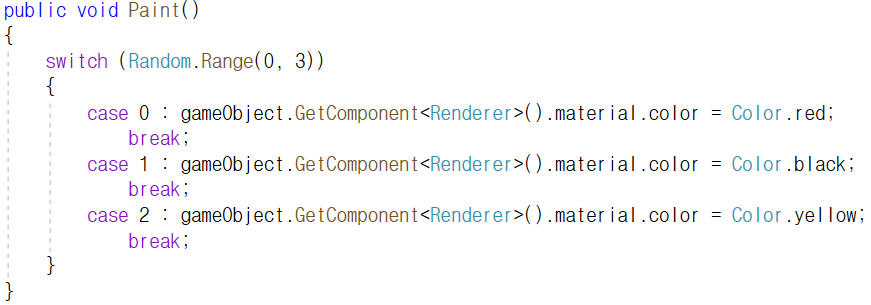 public void Paint()
{
    switch (Random.Range(0, 3))
    {
        case 0 : gameObject.GetComponent<Renderer>().material.color = Color.red;
            break;
        case 1 : gameObject.GetComponent<Renderer>().material.color = Color.black;
            break;
        case 2 : gameObject.GetComponent<Renderer>().material.color = Color.yellow;
            break;
    }
}